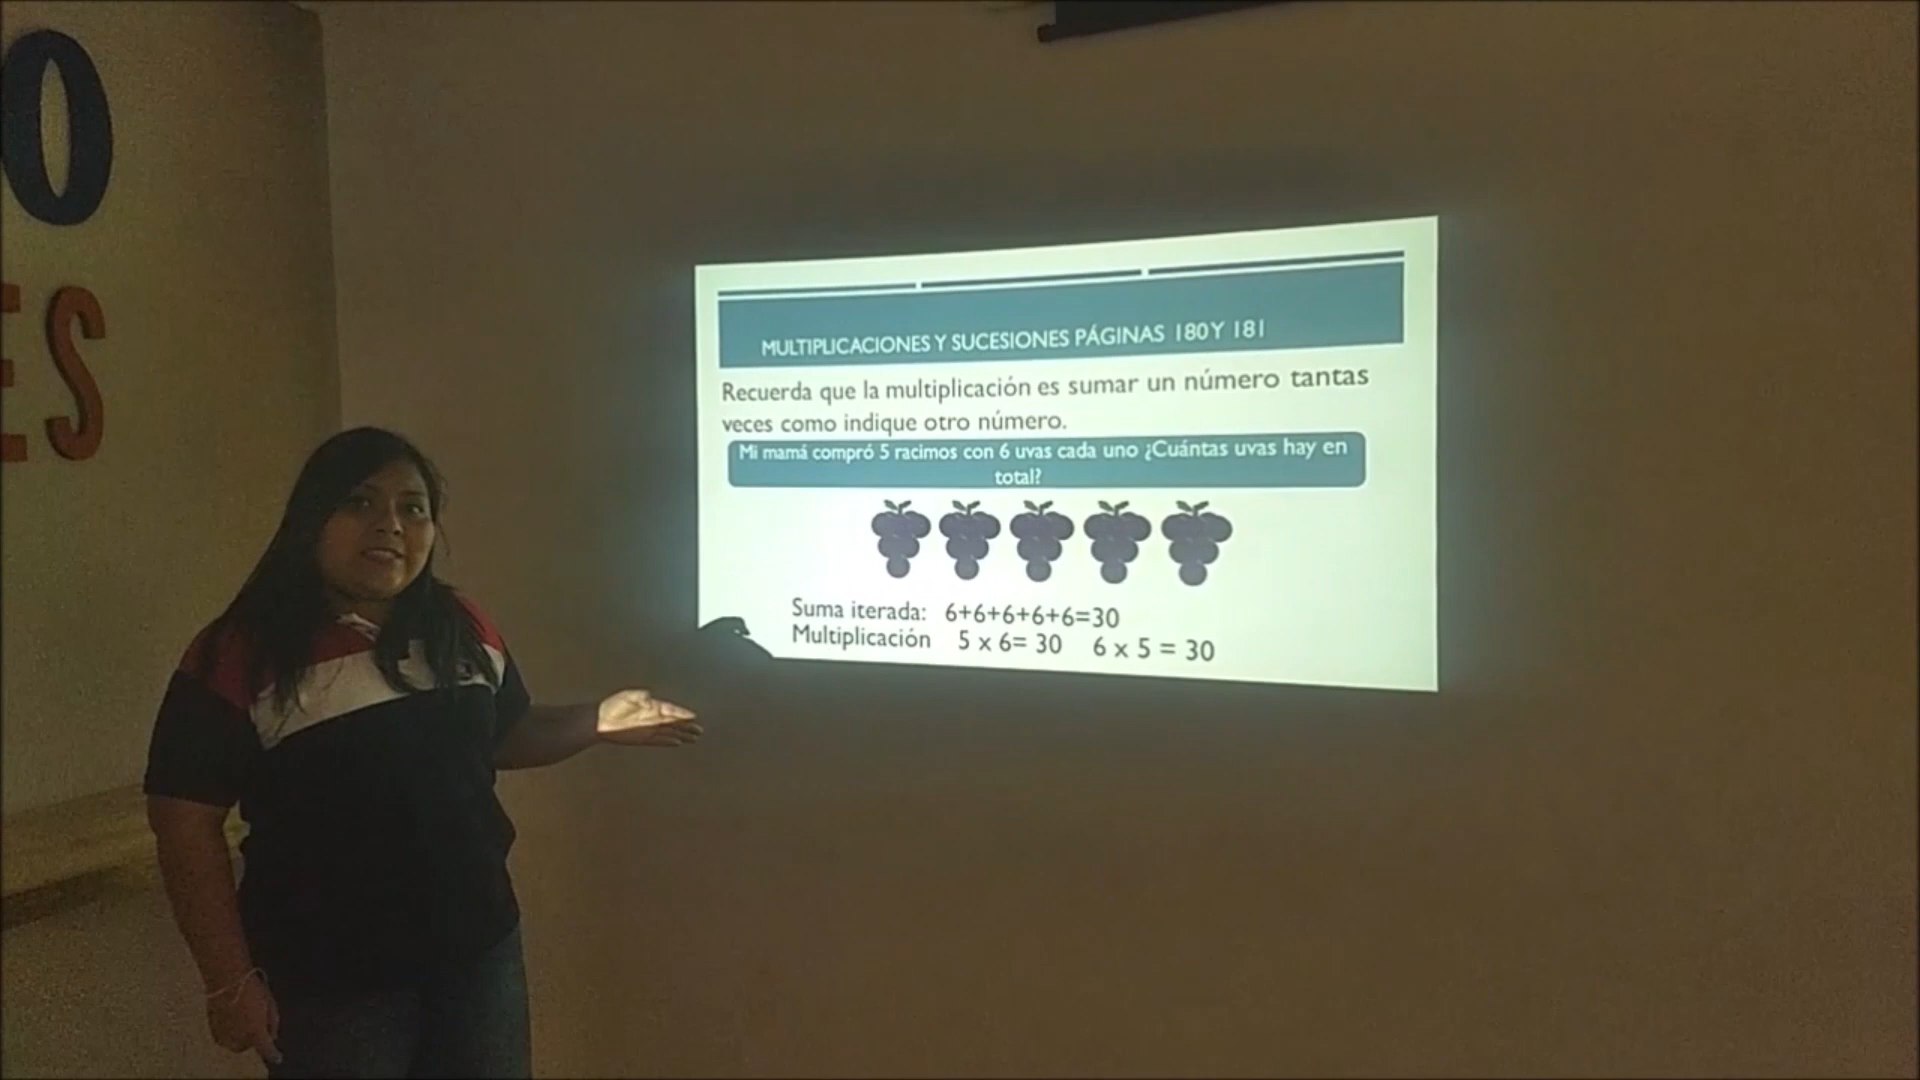 O
ES
MULTIPLICACIONES Y SUCESIONES PÁGINAS 180 Y 181
Recuerda que la multiplicación es sumar un número tantas
veces como indique otro número.
Mi mamá compró 5 racimos con 6 uvas cada uno ¿Cuántas uvas hay en
total?
Suma iterada: 6+6+6+6+6=30
Multiplicación 5 x 6= 30 6 x 5 = 30